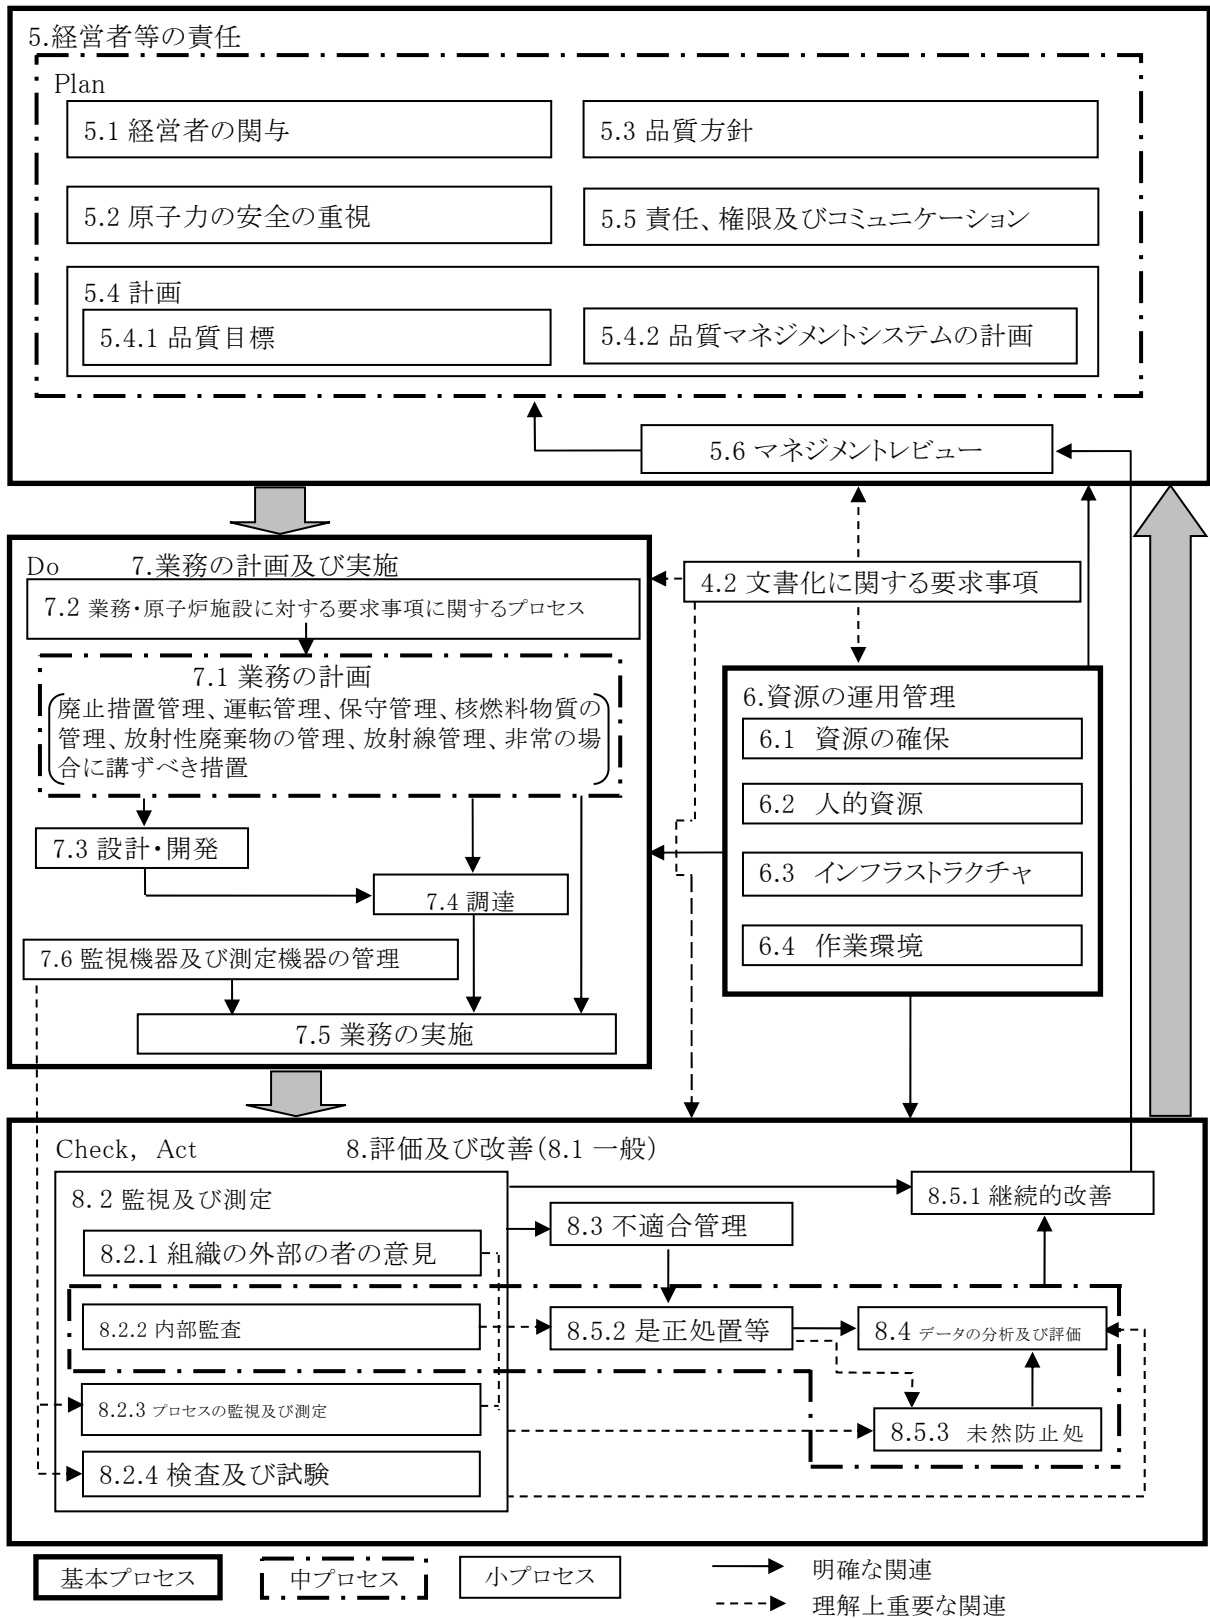 5.経営者等の責任
Plan
5.1 経営者の関与
5.3 品質方針
5.2 原子力の安全の重視
5.5 責任、権限及びコミュニケーション
5.4 計画
5.4.1 品質目標
5.4.2 品質マネジメントシステムの計画
5.6 マネジメントレビュー
Do 7.業務の計画及び実施
7.2 業務・原子炉施設に対する要求事項に関するプロセス
4.2 文書化に関する要求事項
7.1 業務の計画
廃止措置管理、運転管理、保守管理、核燃料物質の
管理、放射性廃棄物の管理、放射線管理、非常の場
合に講ずべき措置
6.資源の運用管理
6.1 資源の確保
6.2 人的資源
6.3 インフラストラクチャ
6.4 作業環境
7.3 設計・開発
7.4 調達
7.6 監視機器及び測定機器の管理
7.5 業務の実施
Check, Act 8.評価及び改善(8.1 一般)
8.2 監視及び測定
8.5.1 継続的改善
8.3 不適合管理
8.2.1 組織の外部の者の意見
8.2.2 内部監査
8.5.2 是正処置等
8.4 データの分析及び評価
8.2.3 プロセスの監視及び測定
8.5.3 未然防止処
8.2.4 検査及び試験
基本プロセス
中プロセス
小プロセス
明確な関連
理解上重要な関連